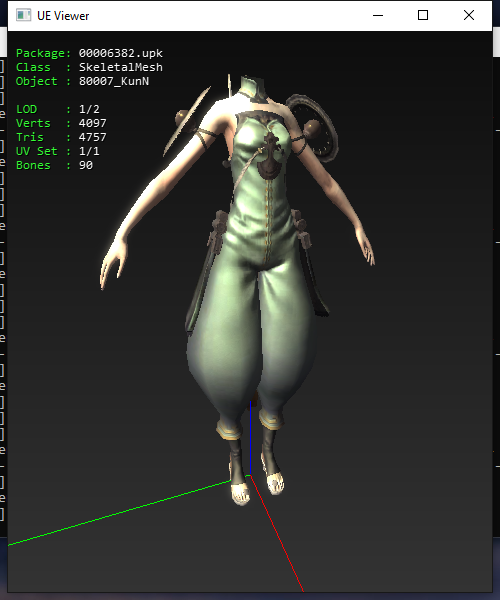 UE Viewer
Package: 00006382.upk
Class  : SkeletalMesh
Object : 80007_KunN
LOD    : 1/2
Verts  : 4097
Tris   : 4757
UV Set : 1/1
Bones  : 90